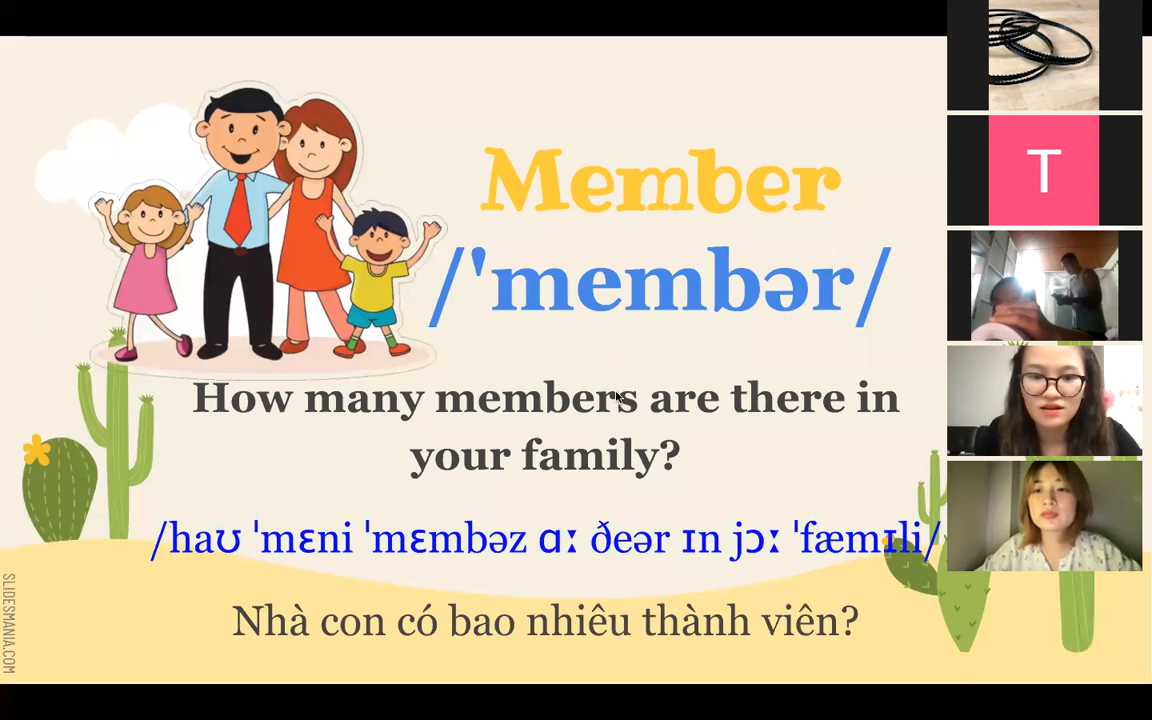 Member
/'membər/
How many members are there in
your family?
/haʊ ˈmɛni ˈmɛmbəz ɑː ðeər ɪn jɔː ˈfæmɪli/
Nhà con có bao nhiêu thành viên?
SLIDESMANIA.COM
T